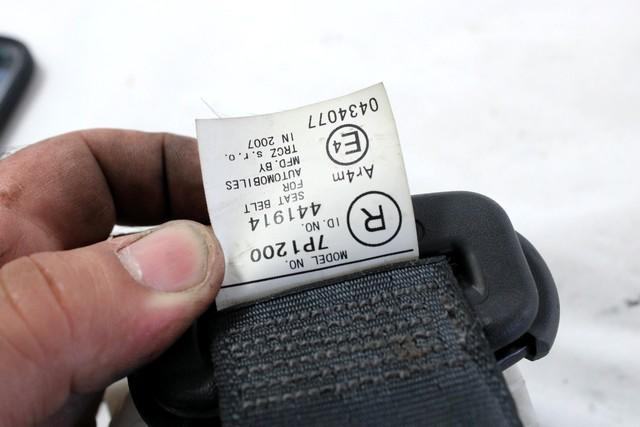 MODEL NO.
7P1200
R
ID.NO.
441914
SEAT BELT
FOR
AUTOMOBILES
MFD.BY
TRCZ s.r.o.
IN 2007
Ar4m
E4
0434077